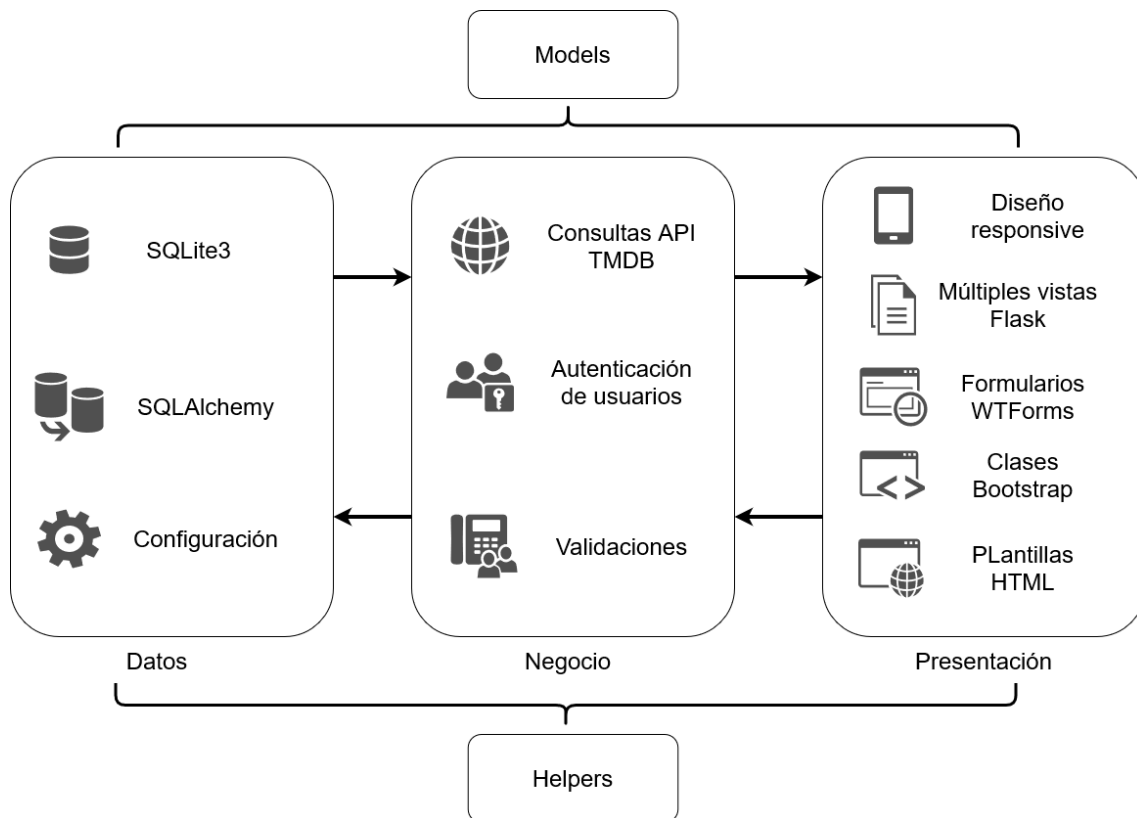 Models
SQLite3
SQLAlchemy
Configuración
Consultas API
TMDB
Autenticación
de usuarios
Validaciones
Diseño
responsive
Múltiples vistas
Flask
Formularios
WTForms
Clases
Bootstrap
PLantillas
HTML
Datos
Negocio
Presentación
Helpers